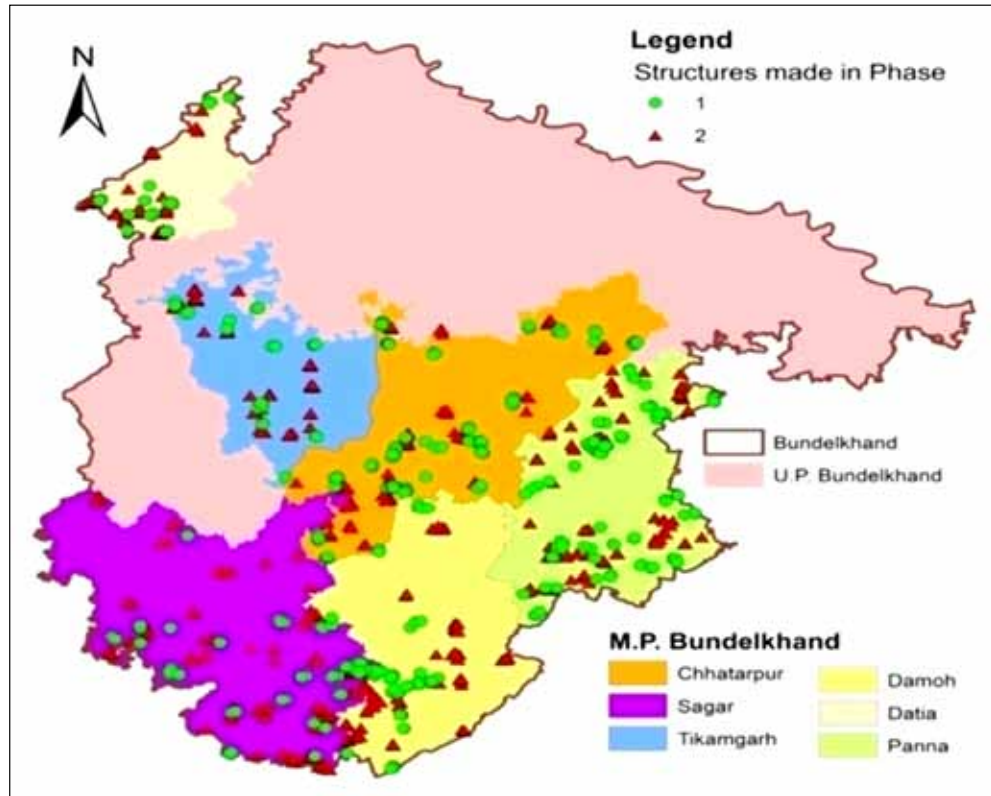 N
Legend
Structures made in Phase
1
2
Bundelkhand
U.P. Bundelkhand
M.P. Bundelkhand
Chhatarpur
Sagar
Tikamgarh
Damoh
Datia
Panna